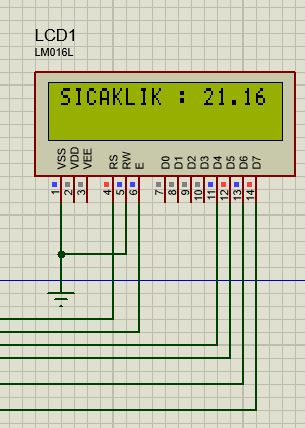 LCD1
LM016L
SICAKLIK : 21.16
VSS VDD VEE RS RW E D0 D1 D2 D3 D4 D5 D6 D7
1 2 3 4 5 6 7 8 9 10 11 12 13 14